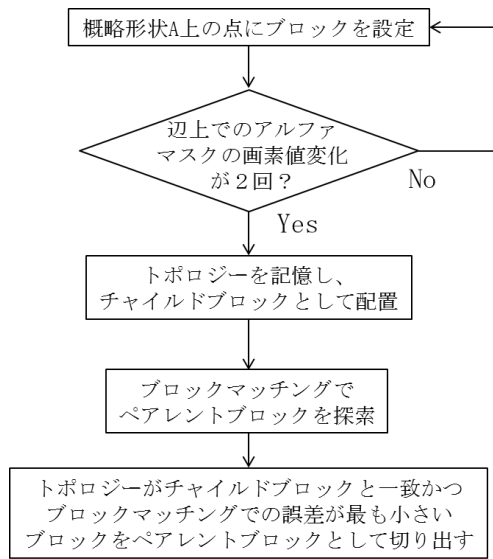 概略形状A上の点にブロックを設定
辺上でのアルファ
マスクの画素値変化
が２回？
No
Yes
トポロジーを記憶し、
チャイルドブロックとして配置
ブロックマッチングで
ペアレントブロックを探索
トポロジーがチャイルドブロックと一致かつ
ブロックマッチングでの誤差が最も小さい
ブロックをペアレントブロックとして切り出す